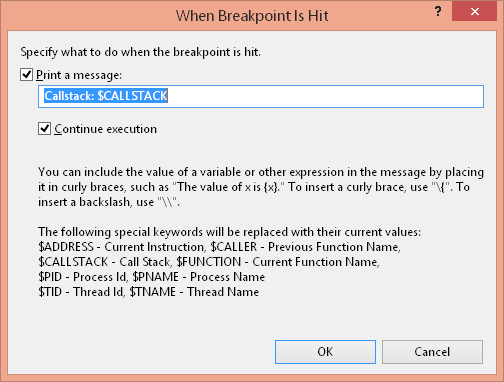 When Breakpoint Is Hit
?
Specify what to do when the breakpoint is hit.
Print a message:
Callstack: $CALLSTACK
Continue execution
You can include the value of a variable or other expression in the message by placing
it in curly braces, such as "The value of x is {x}." To insert a curly brace, use "\{". To
insert a backslash, use "\\".
The following special keywords will be replaced with their current values:
$ADDRESS - Current Instruction, $CALLER - Previous Function Name,
$CALLSTACK - Call Stack, $FUNCTION - Current Function Name,
$PID - Process Id, $PNAME - Process Name
$TID - Thread Id, $TNAME - Thread Name
OK Cancel